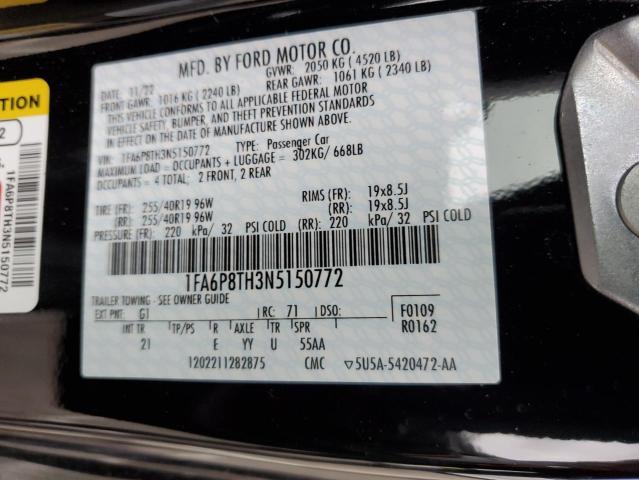 MFD. BY FORD MOTOR CO.
DATE: 11/22 GVWR: 2050 KG ( 4520 LB)
FRONT GAWR: 1016 KG ( 2240 LB) REAR GAWR: 1061 KG ( 2340 LB)
THIS VEHICLE CONFORMS TO ALL APPLICABLE FEDERAL MOTOR
VEHICLE SAFETY, BUMPER, AND THEFT PREVENTION STANDARDS
IN EFFECT ON THE DATE OF MANUFACTURE SHOWN ABOVE.
VIN: 1FA6P8TH3N5150772 TYPE: Passenger Car
MAXIMUM LOAD = OCCUPANTS + LUGGAGE = 302KG/ 668LB
OCCUPANTS = 4 TOTAL: 2 FRONT, 2 REAR
TIRE (FR): 255/40R19 96W RIMS (FR): 19x8.5J
(RR): 255/40R19 96W (RR): 19x8.5J
PRESSURE (FR): 220 kPa/ 32 PSI COLD (RR): 220 kPa/ 32 PSI COLD
1FA6P8TH3N5150772
TRAILER TOWING - SEE OWNER GUIDE
EXT PNT: G1 RC: 71 DSO: F0109
R0162
INT TR TP/PS R AXLE TR SPR
21 E YY U 55AA
1202211282875 CMC ▽5U5A-5420472-AA
TION
2
1FA6P8TH3N5150772